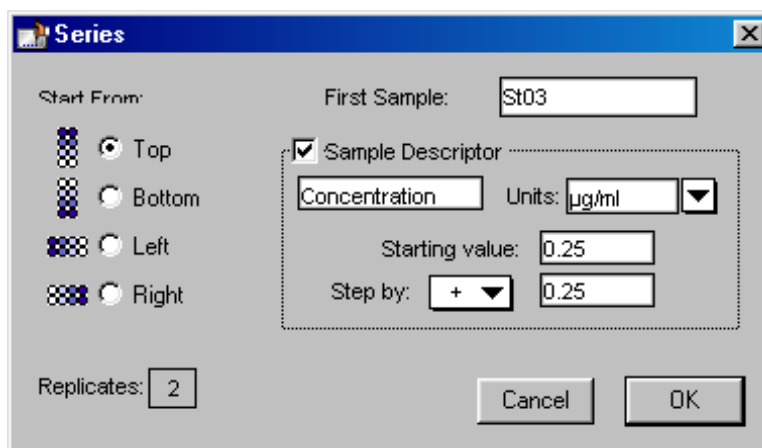 Series
Start From:
First Sample: St03
Top
Sample Descriptor
Bottom
Concentration Units: µg/ml
Left
Starting value: 0.25
Right
Step by: + 0.25
Replicates: 2
Cancel OK